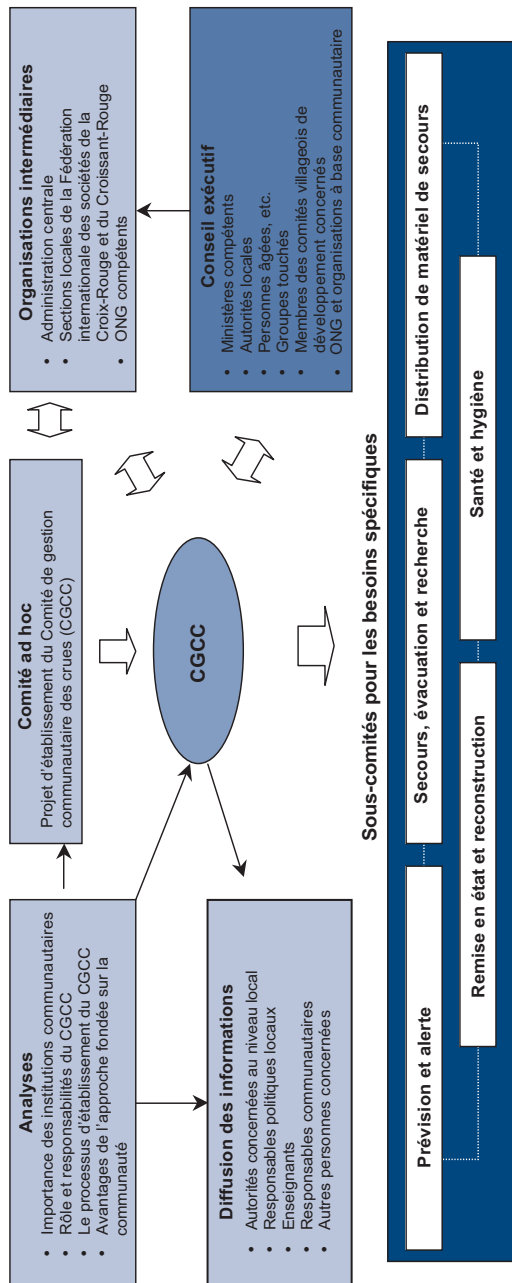 Analyses
• Importance des institutions communautaires
• Rôle et responsabilités du CGCC
• Le processus d'établissement du CGCC
• Avantages de l'approche fondée sur la
communauté
Comité ad hoc
Projet d'établissement du Comité de gestion
communautaire des crues (CGCC)
Organisations intermédiaires
• Administration centrale
• Sections locales de la Fédération
internationale des sociétés de la
Croix-Rouge et du Croissant-Rouge
• ONG compétents
CGCC
Diffusion des informations
• Autorités concernées au niveau local
• Responsables politiques locaux
• Enseignants
• Responsables communautaires
• Autres personnes concernées
Conseil exécutif
• Ministères compétents
• Autorités locales
• Personnes âgées, etc.
• Groupes touchés
• Membres des comités villageois de
développement concernés
• ONG et organisations à base communautaire
Sous-comités pour les besoins spécifiques
Prévision et alerte
Secours, évacuation et recherche
Distribution de matériel de secours
Remise en état et reconstruction
Santé et hygiène